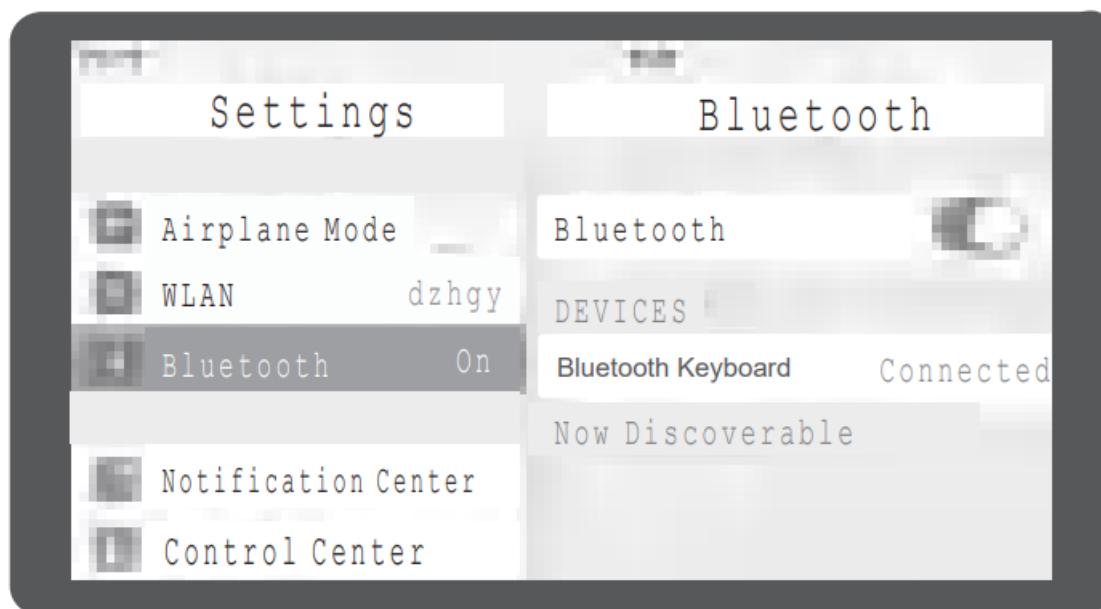 Settings
Airplane Mode
WLAN dzhgy
Bluetooth On
Notification Center
Control Center
Bluetooth
Bluetooth
DEVICES
Bluetooth Keyboard Connected
Now Discoverable